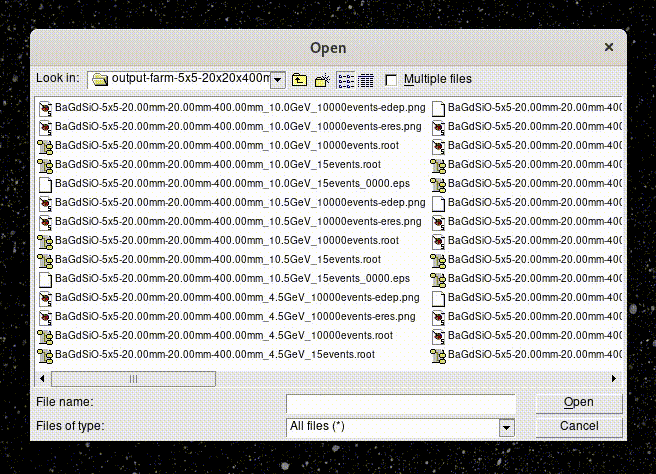 Open
Look in: output-farm-5x5-20x20x400m Multiple files
BaGdSiO-5x5-20.00mm-20.00mm-400.00mm_10.0GeV_10000events-edep.png BaGdSiO-5x5-20.00mm-20.00mm-400
BaGdSiO-5x5-20.00mm-20.00mm-400.00mm_10.0GeV_10000events-eres.png BaGdSiO-5x5-20.00mm-20.00mm-400
BaGdSiO-5x5-20.00mm-20.00mm-400.00mm_10.0GeV_10000events.root BaGdSiO-5x5-20.00mm-20.00mm-400
BaGdSiO-5x5-20.00mm-20.00mm-400.00mm_10.0GeV_15events.root BaGdSiO-5x5-20.00mm-20.00mm-400
BaGdSiO-5x5-20.00mm-20.00mm-400.00mm_10.0GeV_15events_0000.eps BaGdSiO-5x5-20.00mm-20.00mm-400
BaGdSiO-5x5-20.00mm-20.00mm-400.00mm_10.5GeV_10000events-edep.png BaGdSiO-5x5-20.00mm-20.00mm-400
BaGdSiO-5x5-20.00mm-20.00mm-400.00mm_10.5GeV_10000events-eres.png BaGdSiO-5x5-20.00mm-20.00mm-400
BaGdSiO-5x5-20.00mm-20.00mm-400.00mm_10.5GeV_10000events.root BaGdSiO-5x5-20.00mm-20.00mm-400
BaGdSiO-5x5-20.00mm-20.00mm-400.00mm_10.5GeV_15events.root BaGdSiO-5x5-20.00mm-20.00mm-400
BaGdSiO-5x5-20.00mm-20.00mm-400.00mm_10.5GeV_15events_0000.eps BaGdSiO-5x5-20.00mm-20.00mm-400
BaGdSiO-5x5-20.00mm-20.00mm-400.00mm_4.5GeV_10000events-edep.png BaGdSiO-5x5-20.00mm-20.00mm-400
BaGdSiO-5x5-20.00mm-20.00mm-400.00mm_4.5GeV_10000events-eres.png BaGdSiO-5x5-20.00mm-20.00mm-400
BaGdSiO-5x5-20.00mm-20.00mm-400.00mm_4.5GeV_10000events.root BaGdSiO-5x5-20.00mm-20.00mm-400
BaGdSiO-5x5-20.00mm-20.00mm-400.00mm_4.5GeV_15events.root BaGdSiO-5x5-20.00mm-20.00mm-400
File name: Open
Files of type: All files (*) Cancel